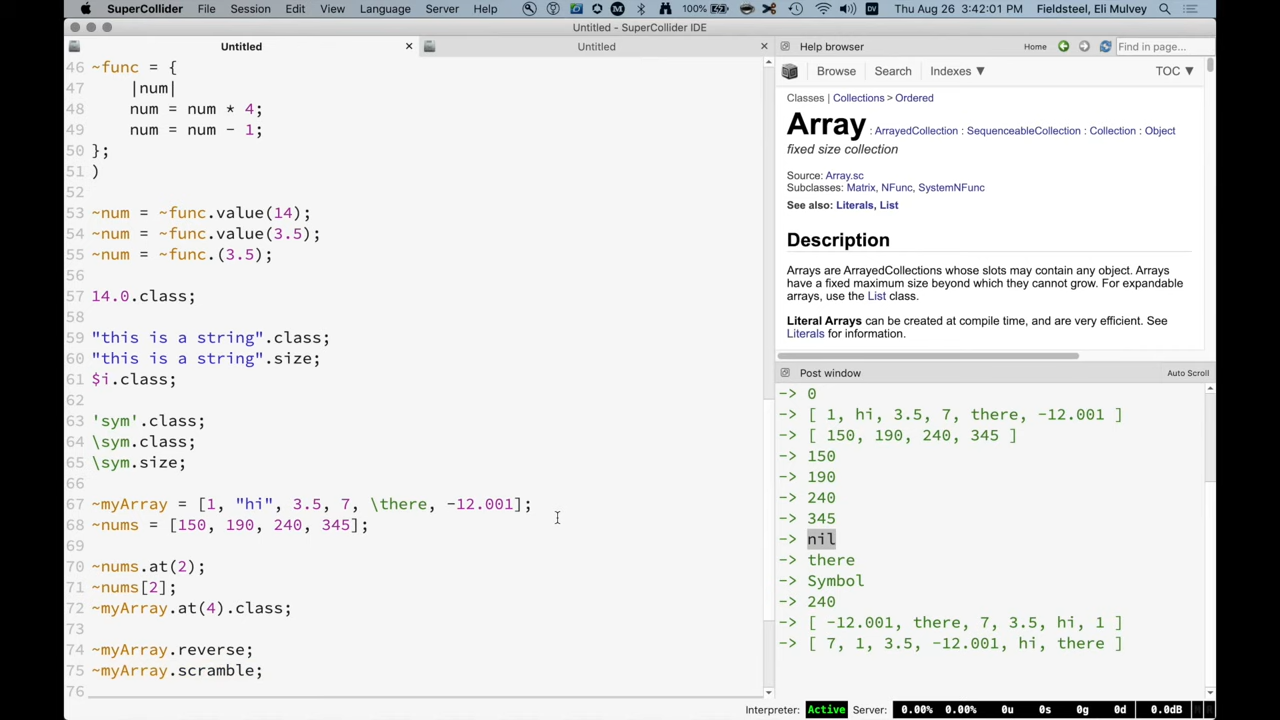 SuperCollider File Session Edit View Language Server Help 100% Thu Aug 26 3:42:01 PM Fieldsteel, Eli Mulvey
Untitled - SuperCollider IDE
Untitled
Untitled
46 ~func = {
47 |num|
48 num = num * 4;
49 num = num - 1;
50 };
51 )
52
53 ~num = ~func.value(14);
54 ~num = ~func.value(3.5);
55 ~num = ~func.(3.5);
56
57 14.0.class;
58
59 "this is a string".class;
60 "this is a string".size;
61 $i.class;
62
63 'sym'.class;
64 \sym.class;
65 \sym.size;
66
67 ~myArray = [1, "hi", 3.5, 7, \there, -12.001];
68 ~nums = [150, 190, 240, 345];
69
70 ~nums.at(2);
71 ~nums[2];
72 ~myArray.at(4).class;
73
74 ~myArray.reverse;
75 ~myArray.scramble;
76
Help browser Home Find in page...
Browse Search Indexes ▼ TOC ▼
Classes | Collections > Ordered
Array : ArrayedCollection : SequenceableCollection : Collection : Object
fixed size collection
Source: Array.sc
Subclasses: Matrix, NFunc, SystemNFunc
See also: Literals, List
Description
Arrays are ArrayedCollections whose slots may contain any object. Arrays
have a fixed maximum size beyond which they cannot grow. For expandable
arrays, use the List class.
Literal Arrays can be created at compile time, and are very efficient. See
Literals for information.
Post window Auto Scroll
-> 0
-> [ 1, hi, 3.5, 7, there, -12.001 ]
-> [ 150, 190, 240, 345 ]
-> 150
-> 190
-> 240
-> 345
-> nil
-> there
-> Symbol
-> 240
-> [ -12.001, there, 7, 3.5, hi, 1 ]
-> [ 7, 1, 3.5, -12.001, hi, there ]
Interpreter: Active Server: 0.00% 0.00% 0u 0s 0g 0d 0.0dB